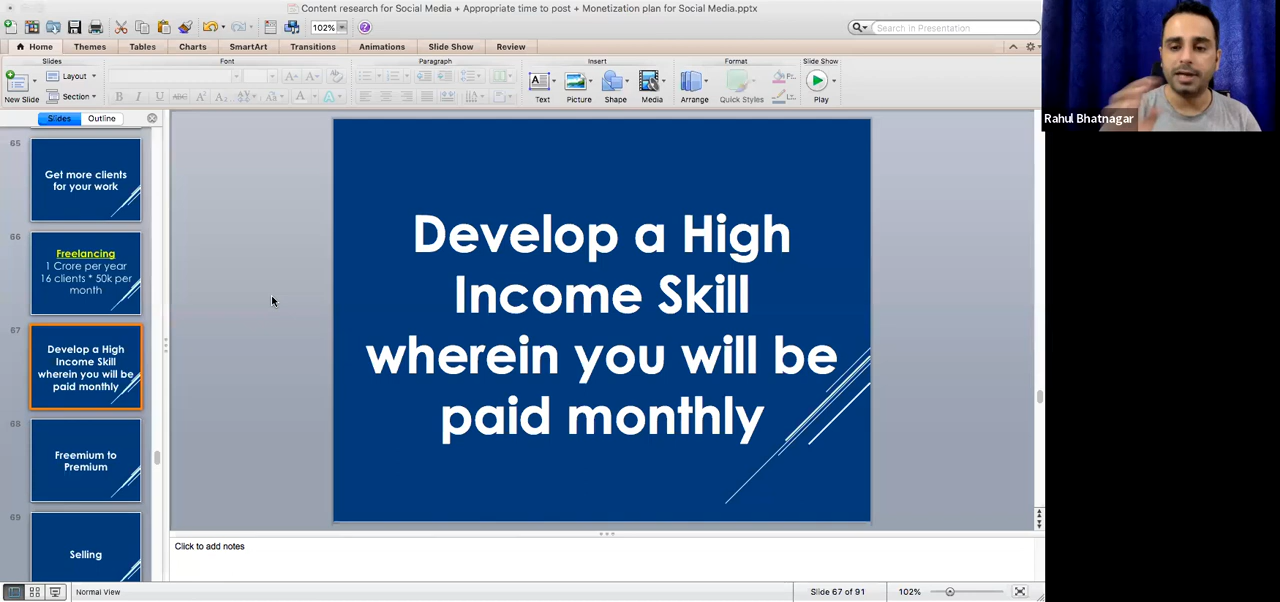 Content research for Social Media + Appropriate time to post + Monetization plan for Social Media.pptx
102%
Search in Presentation
Home Themes Tables Charts SmartArt Transitions Animations Slide Show Review
Slides Font Paragraph Insert Format Slide Show
New Slide Layout Section Text Picture Shape Media Arrange Quick Styles Play
B I U ABC A² A₂ AV Aa A A
Slides Outline
65
Get more clients
for your work
66
Freelancing
1 Crore per year
16 clients * 50k per
month
67
Develop a High
Income Skill
wherein you will be
paid monthly
68
Freemium to
Premium
69
Selling
Develop a High
Income Skill
wherein you will be
paid monthly
Click to add notes
Normal View Slide 67 of 91 102%
Rahul Bhatnagar